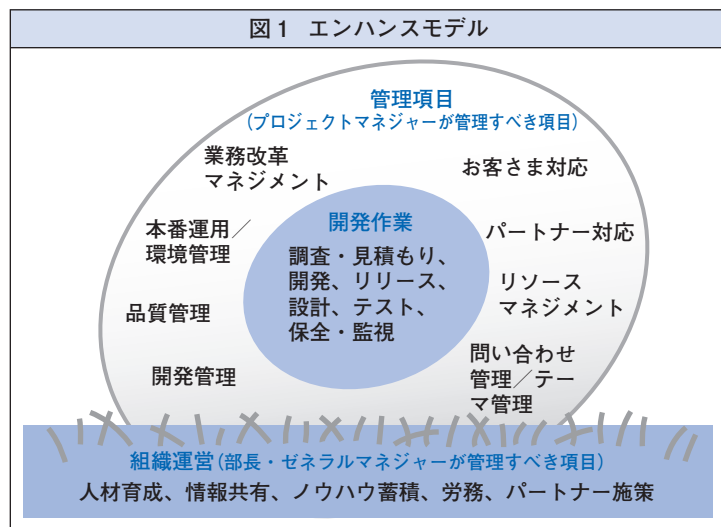 図1 エンハンスモデル
管理項目
(プロジェクトマネジャーが管理すべき項目)
業務改革
マネジメント
お客さま対応
本番運用／
環境管理
開発作業
パートナー対応
調査・見積もり、
開発、リリース、
設計、テスト、
保全・監視
リソース
マネジメント
品質管理
問い合わせ
管理／テー
マ管理
開発管理
組織運営(部長・ゼネラルマネジャーが管理すべき項目)
人材育成、情報共有、ノウハウ蓄積、労務、パートナー施策